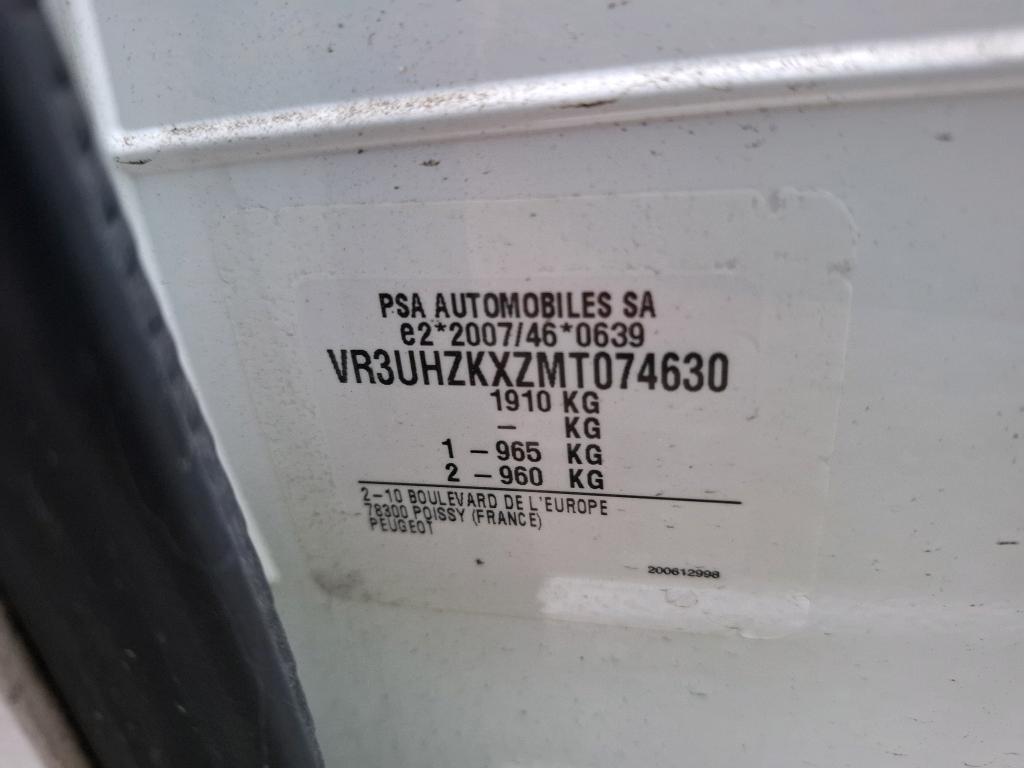 PSA AUTOMOBILES SA
e2*2007/46*0639
VR3UHZKXZMT074630
1910 KG
– KG
1 – 965 KG
2 – 960 KG
2–10 BOULEVARD DE L'EUROPE
78300 POISSY (FRANCE)
PEUGEOT
200612998